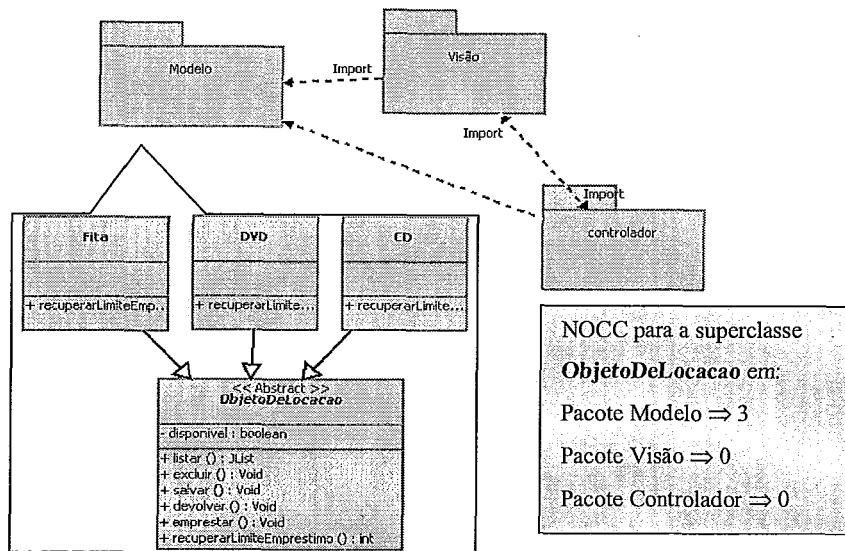 Modelo
Import
Visão
Import
Import
controlador
Fita
DVD
CD
+ recuperarLimiteEmp...
+ recuperarLimite...
+ recuperarLimite...
<< Abstract >>
ObjetoDeLocacao
- disponivel : boolean
+ listar () : JList
+ excluir () : Void
+ salvar () : Void
+ devolver () : Void
+ emprestar () : Void
+ recuperarLimiteEmprestimo () : int
NOCC para a superclasse
ObjetoDeLocacao em:
Pacote Modelo ⇒ 3
Pacote Visão ⇒ 0
Pacote Controlador ⇒ 0